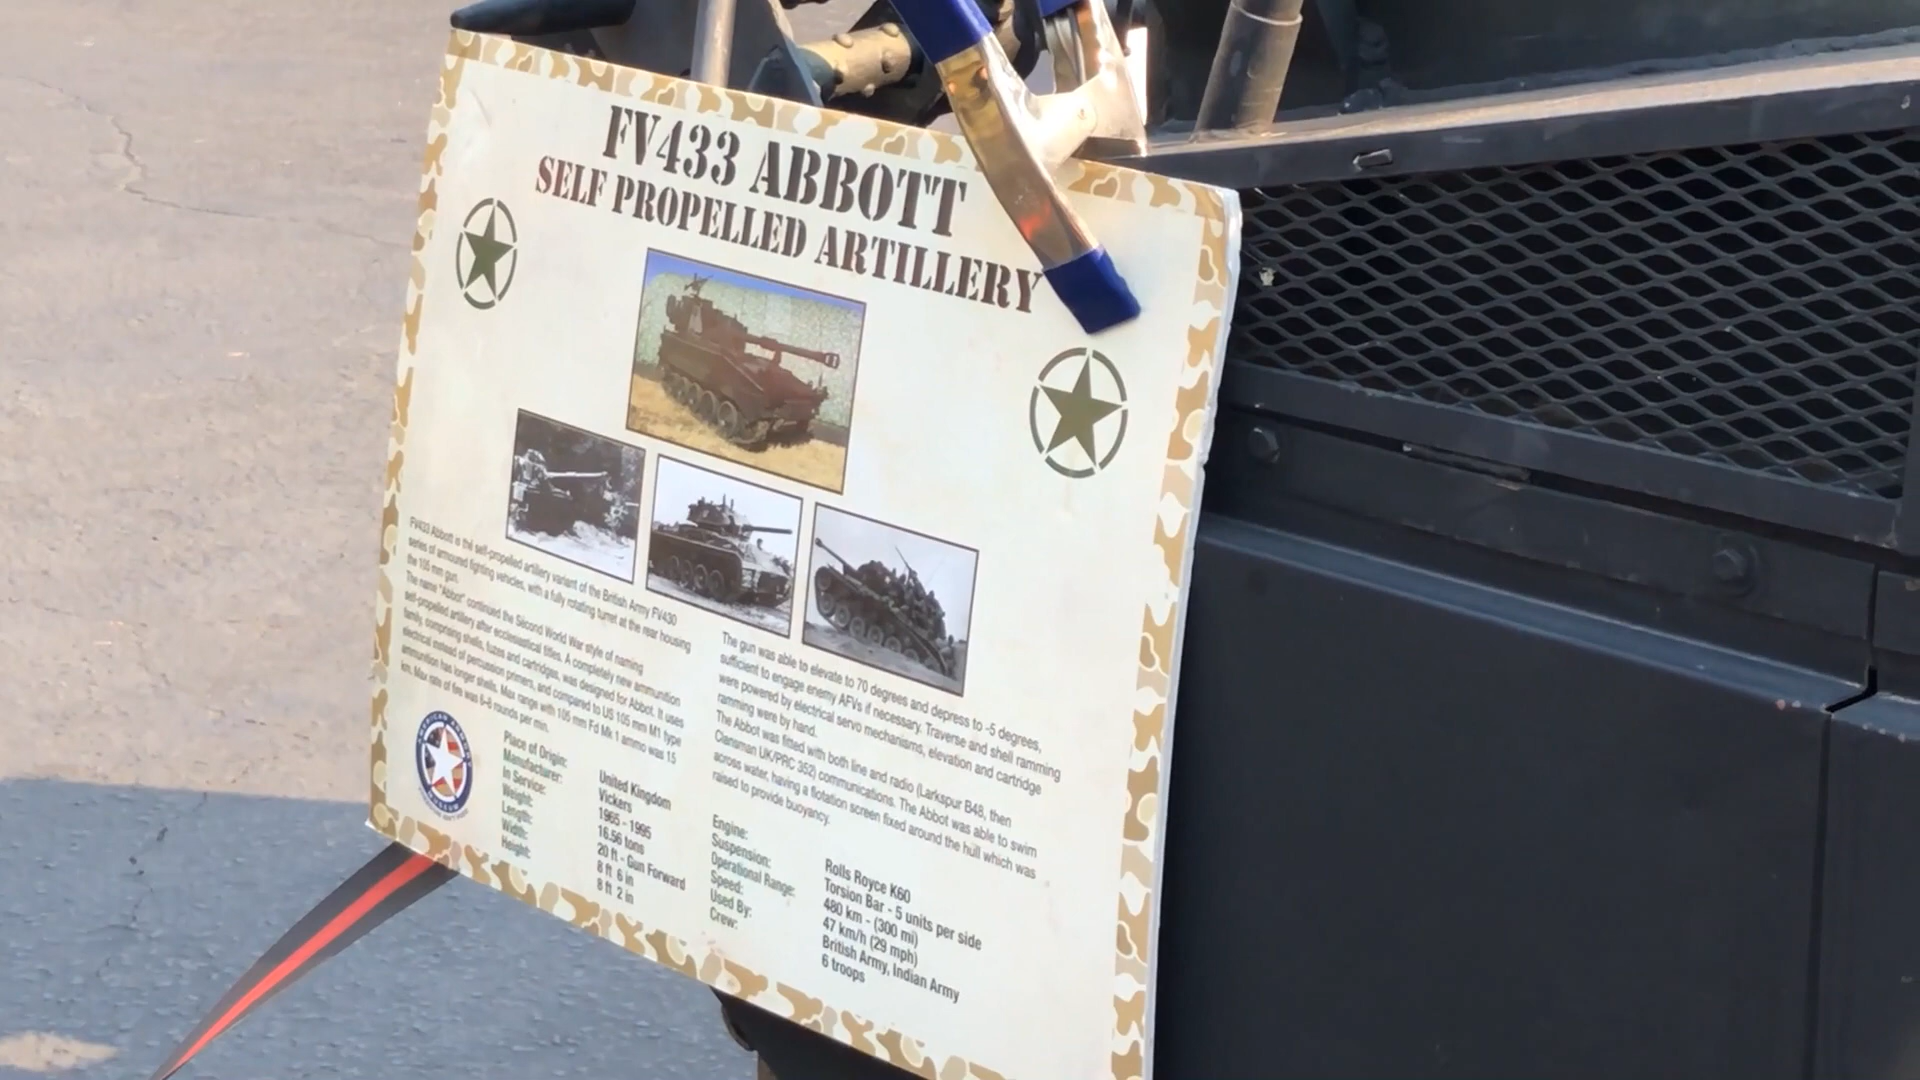 FV433 ABBOTT
SELF PROPELLED ARTILLERY
FV433 Abbott is the self-propelled artillery variant of the British Army FV430
series of armoured fighting vehicles, with a fully rotating turret at the rear housing
the 105 mm gun.
The name "Abbot" continued the Second World War style of naming
self-propelled artillery after ecclesiastical titles. A completely new ammunition
family, comprising shells, fuzes and cartridges, was designed for Abbot. It uses
electrical instead of percussion primers, and compared to US 105 mm M1 type
ammunition has longer shells. Max range with 105 mm Fd Mk 1 ammo was 15
km. Max rate of fire was 6-8 rounds per min.
Place of Origin: United Kingdom
Manufacturer: Vickers
In Service: 1965 - 1995
Weight: 16.56 tons
Length: 20 ft - Gun Forward
Width: 8 ft 6 in
Height: 8 ft 2 in
The gun was able to elevate to 70 degrees and depress to -5 degrees,
sufficient to engage enemy AFVs if necessary. Traverse and shell ramming
were powered by electrical servo mechanisms, elevation and cartridge
ramming were by hand.
The Abbot was fitted with both line and radio (Larkspur B48, then
Clansman UK/PRC 352) communications. The Abbot was able to swim
across water, having a flotation screen fixed around the hull which was
raised to provide buoyancy.
Engine: Rolls Royce K60
Suspension: Torsion Bar - 5 units per side
Operational Range: 480 km - (300 mi)
Speed: 47 km/h (29 mph)
Used By: British Army, Indian Army
Crew: 6 troops
AMERICAN ARMOR
MUSEUM